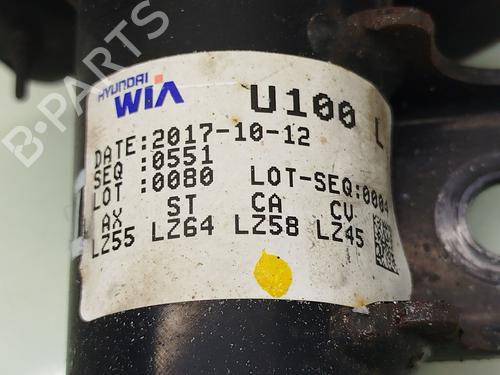 HYUNDAI
WIA
U100 L
DATE:2017-10-12
SEQ :0551
LOT :0080 LOT-SEQ:0004
AX ST CA CV
LZ55 LZ64 LZ58 LZ45
B-PARTS